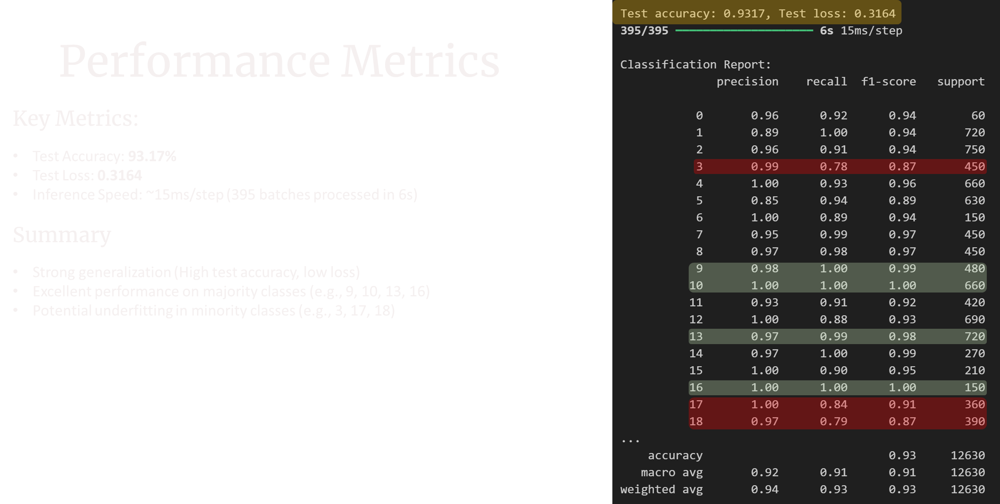 Performance Metrics
Key Metrics:
• Test Accuracy: 93.17%
• Test Loss: 0.3164
• Inference Speed: ~15ms/step (395 batches processed in 6s)
Summary
• Strong generalization (High test accuracy, low loss)
• Excellent performance on majority classes (e.g., 9, 10, 13, 16)
• Potential underfitting in minority classes (e.g., 3, 17, 18)
Test accuracy: 0.9317, Test loss: 0.3164
395/395 6s 15ms/step
Classification Report:
precision recall f1-score support
0 0.96 0.92 0.94 60
1 0.89 1.00 0.94 720
2 0.96 0.91 0.94 750
3 0.99 0.78 0.87 450
4 1.00 0.93 0.96 660
5 0.85 0.94 0.89 630
6 1.00 0.89 0.94 150
7 0.95 0.99 0.97 450
8 0.97 0.98 0.97 450
9 0.98 1.00 0.99 480
10 1.00 1.00 1.00 660
11 0.93 0.91 0.92 420
12 1.00 0.88 0.93 690
13 0.97 0.99 0.98 720
14 0.97 1.00 0.99 270
15 1.00 0.90 0.95 210
16 1.00 1.00 1.00 150
17 1.00 0.84 0.91 360
18 0.97 0.79 0.87 390
...
accuracy 0.93 12630
macro avg 0.92 0.91 0.91 12630
weighted avg 0.94 0.93 0.93 12630